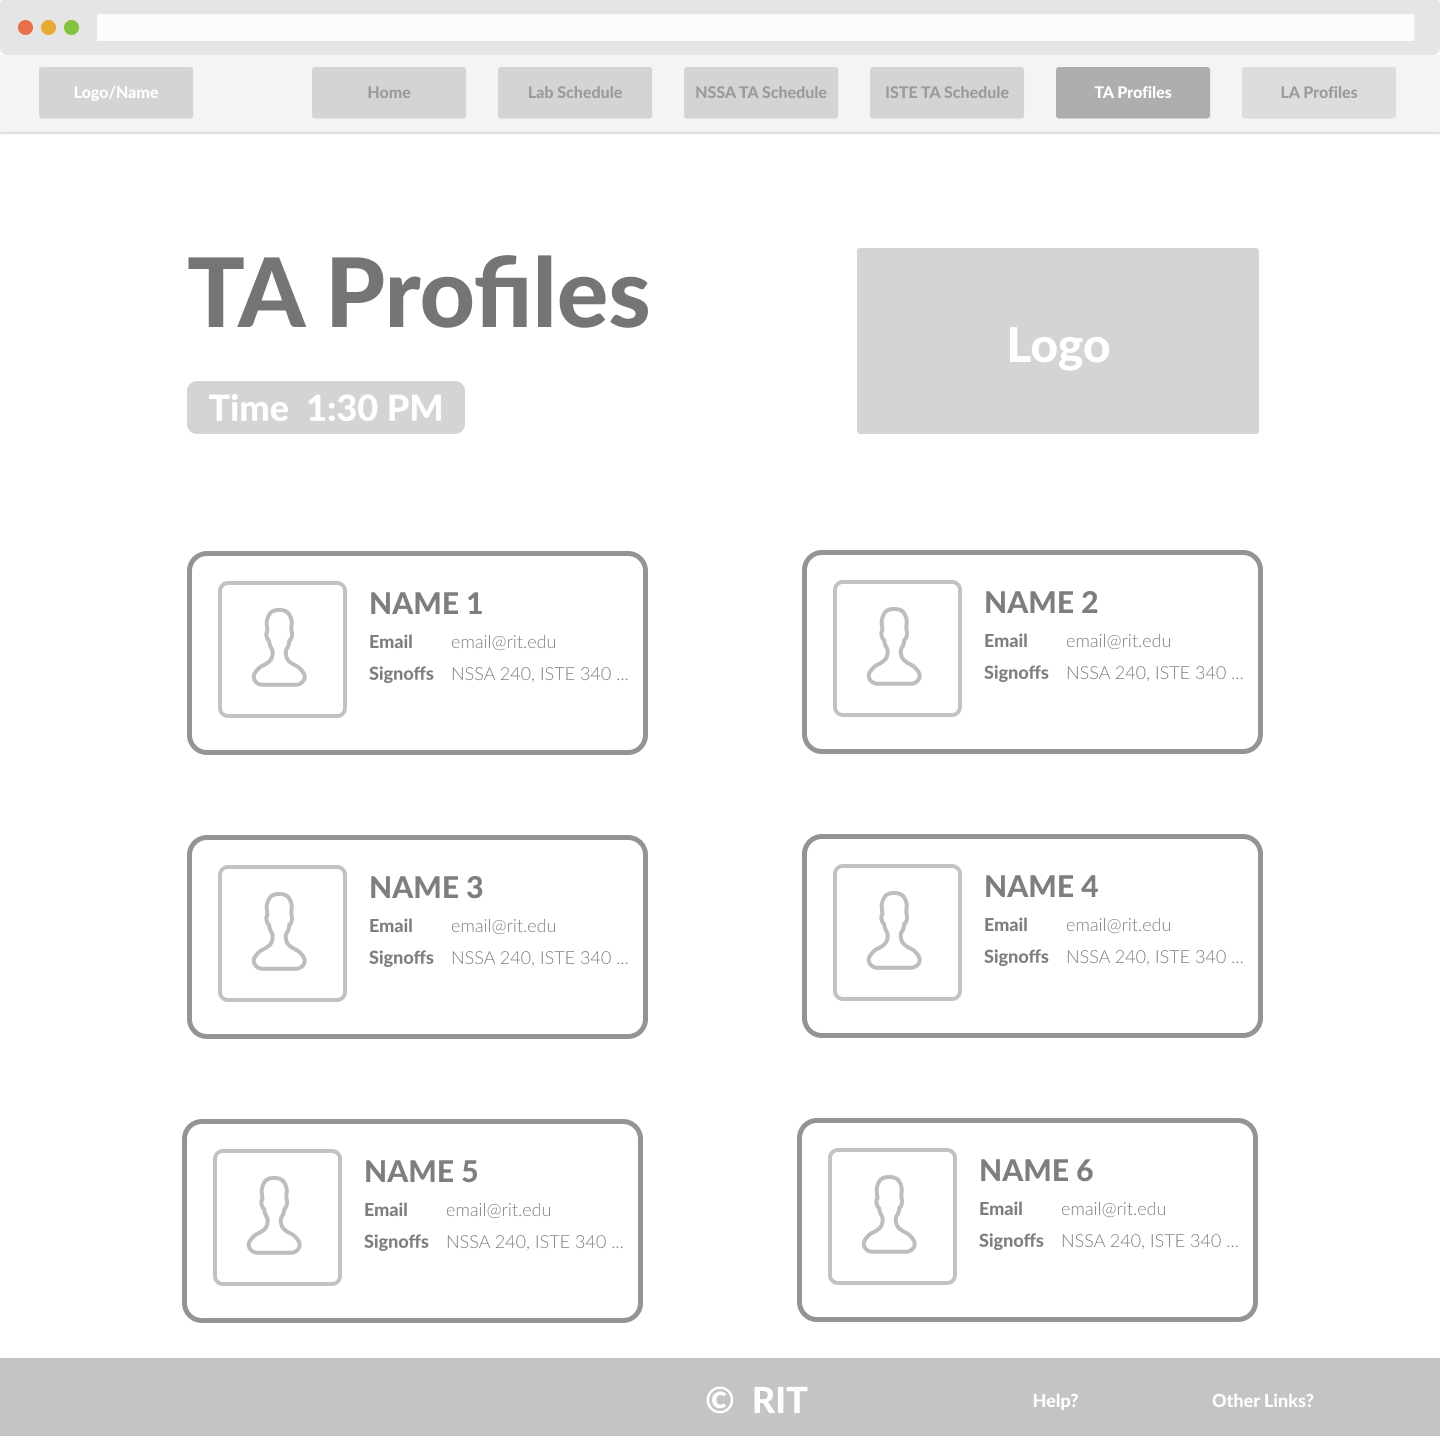 Logo/Name Home Lab Schedule NSSA TA Schedule ISTE TA Schedule TA Profiles LA Profiles
TA Profiles
Logo
Time 1:30 PM
NAME 1
Email email@rit.edu
Signoffs NSSA 240, ISTE 340 ...
NAME 2
Email email@rit.edu
Signoffs NSSA 240, ISTE 340 ...
NAME 3
Email email@rit.edu
Signoffs NSSA 240, ISTE 340 ...
NAME 4
Email email@rit.edu
Signoffs NSSA 240, ISTE 340 ...
NAME 5
Email email@rit.edu
Signoffs NSSA 240, ISTE 340 ...
NAME 6
Email email@rit.edu
Signoffs NSSA 240, ISTE 340 ...
© RIT Help? Other Links?